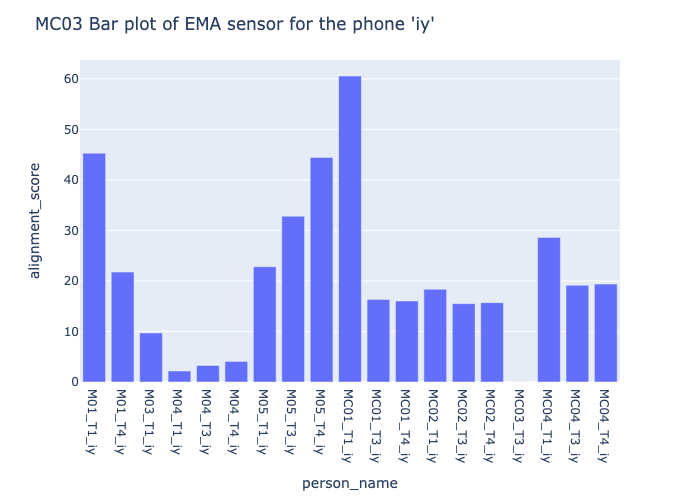 MC03 Bar plot of EMA sensor for the phone 'iy'
alignment_score
60
50
40
30
20
10
0
M01_T1_iy
M01_T4_iy
M03_T1_iy
M04_T1_iy
M04_T3_iy
M04_T4_iy
M05_T1_iy
M05_T3_iy
M05_T4_iy
MC01_T1_iy
MC01_T3_iy
MC01_T4_iy
MC02_T1_iy
MC02_T3_iy
MC02_T4_iy
MC03_T3_iy
MC04_T1_iy
MC04_T3_iy
MC04_T4_iy
person_name